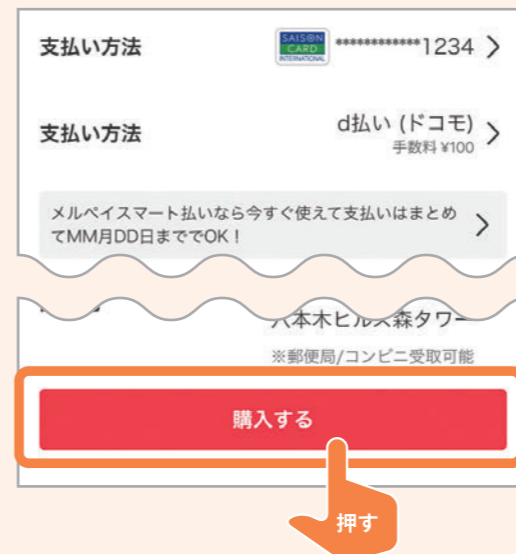 支払い方法
SAISON
CARD
INTERNATIONAL
************1234
支払い方法
d払い (ドコモ)
手数料 ¥100
メルペイスマート払いなら今すぐ使えて支払いはまとめ
てMM月DD日まででOK！
六本木ヒルズ森タワー
※郵便局/コンビニ受取可能
購入する
押す